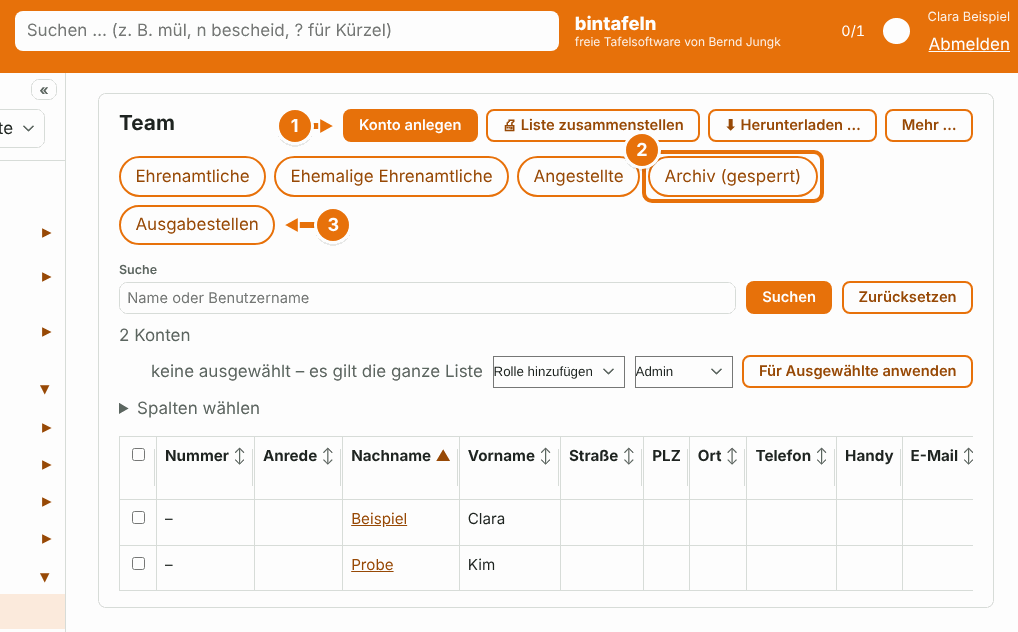 Suchen ... (z. B. mül, n bescheid, ? für Kürzel)
bintafeln
freie Tafelsoftware von Bernd Jungk
0/1
Clara Beispiel
Abmelden
«
te
Team
1
Konto anlegen
Liste zusammenstellen
Herunterladen ...
Mehr ...
2
Ehrenamtliche
Ehemalige Ehrenamtliche
Angestellte
Archiv (gesperrt)
Ausgabestellen
3
Suche
Name oder Benutzername
Suchen
Zurücksetzen
2 Konten
keine ausgewählt – es gilt die ganze Liste
Rolle hinzufügen
Admin
Für Ausgewählte anwenden
Spalten wählen
Nummer Anrede Nachname Vorname Straße PLZ Ort Telefon Handy E-Mail
– Beispiel Clara
– Probe Kim